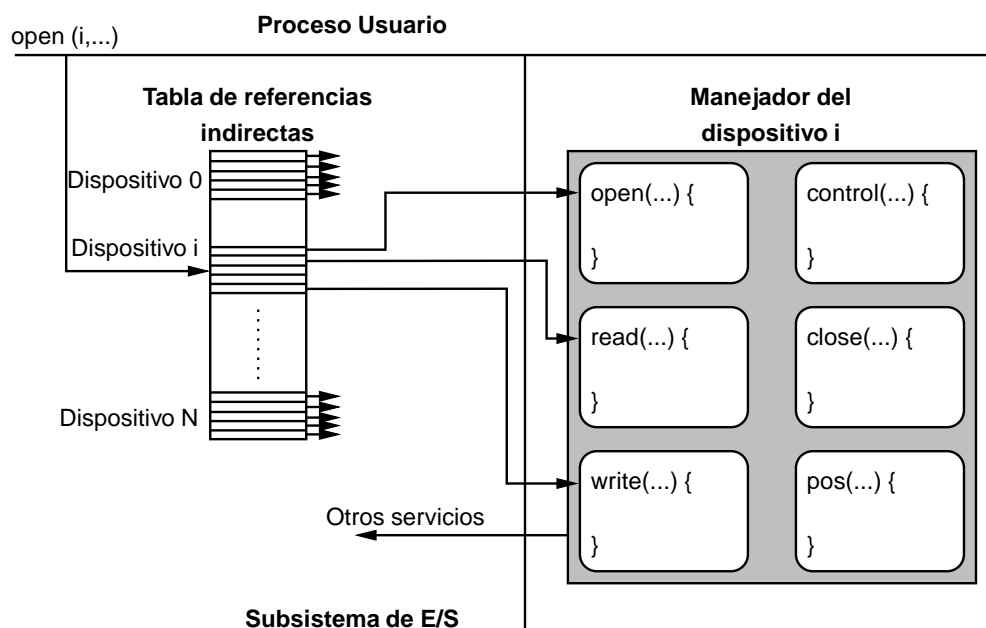 Proceso Usuario
open (i,...)
Tabla de referencias
indirectas
Manejador del
dispositivo i
Dispositivo 0
Dispositivo i
Dispositivo N
open(...) {
}
control(...) {
}
read(...) {
}
close(...) {
}
write(...) {
}
pos(...) {
}
Otros servicios
Subsistema de E/S